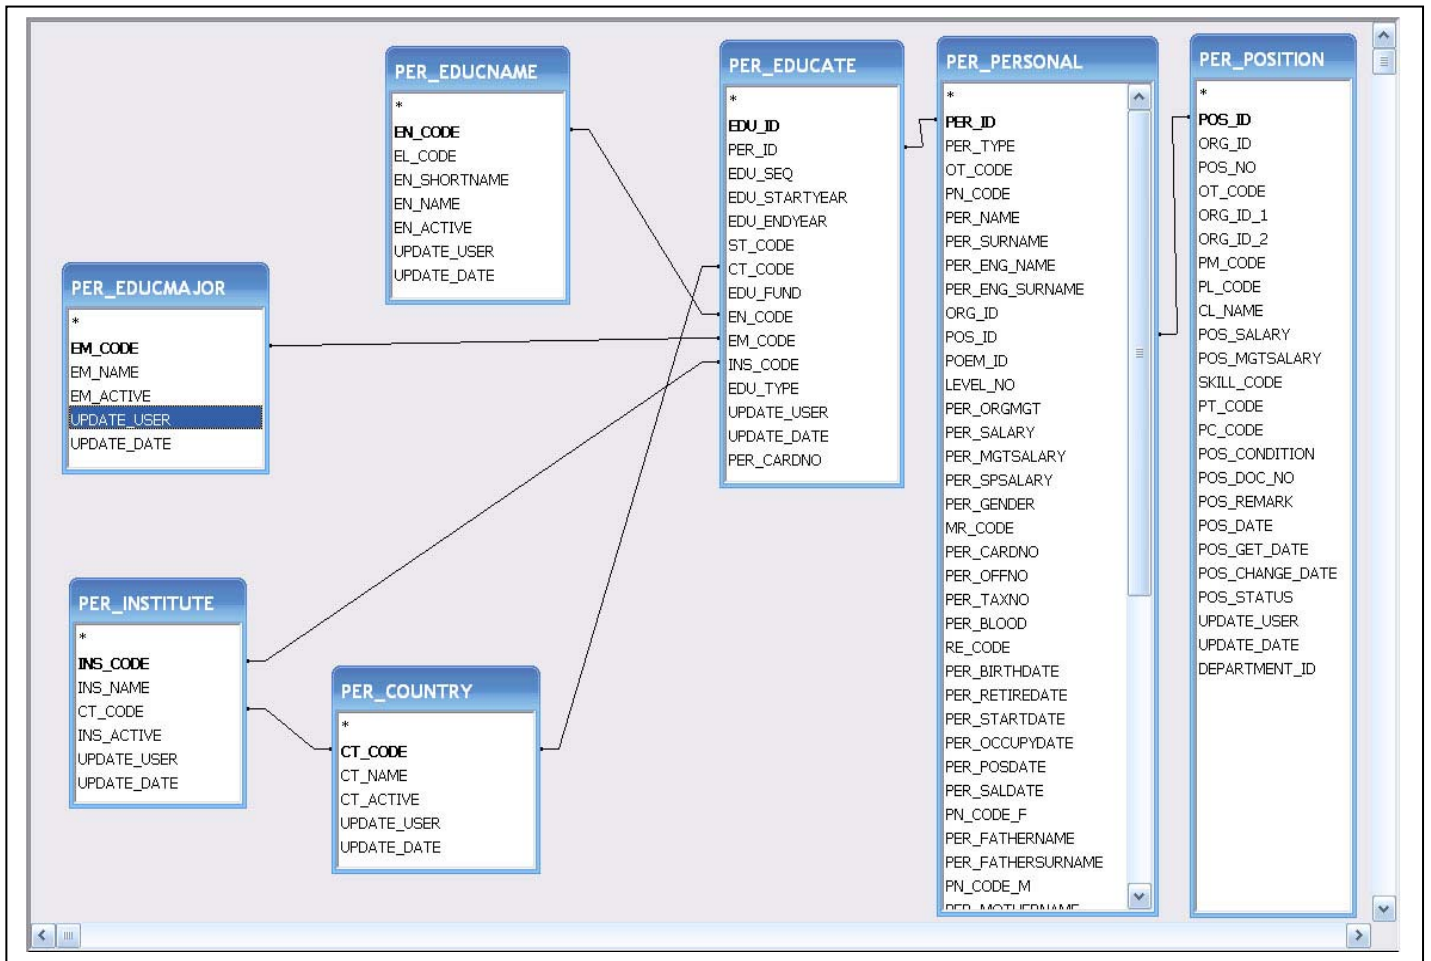 PER_EDUCNAME
*
EN_CODE
EL_CODE
EN_SHORTNAME
EN_NAME
EN_ACTIVE
UPDATE_USER
UPDATE_DATE
PER_EDUCMAJOR
*
EM_CODE
EM_NAME
EM_ACTIVE
UPDATE_USER
UPDATE_DATE
PER_INSTITUTE
*
INS_CODE
INS_NAME
CT_CODE
INS_ACTIVE
UPDATE_USER
UPDATE_DATE
PER_COUNTRY
*
CT_CODE
CT_NAME
CT_ACTIVE
UPDATE_USER
UPDATE_DATE
PER_EDUCATE
*
EDU_ID
PER_ID
EDU_SEQ
EDU_STARTYEAR
EDU_ENDYEAR
ST_CODE
CT_CODE
EDU_FUND
EN_CODE
EM_CODE
INS_CODE
EDU_TYPE
UPDATE_USER
UPDATE_DATE
PER_CARDNO
PER_PERSONAL
*
PER_ID
PER_TYPE
OT_CODE
PN_CODE
PER_NAME
PER_SURNAME
PER_ENG_NAME
PER_ENG_SURNAME
ORG_ID
POS_ID
POEM_ID
LEVEL_NO
PER_ORGMGT
PER_SALARY
PER_MGTSALARY
PER_SPSALARY
PER_GENDER
MR_CODE
PER_CARDNO
PER_OFFNO
PER_TAXNO
PER_BLOOD
RE_CODE
PER_BIRTHDATE
PER_RETIREDATE
PER_STARTDATE
PER_OCCUPYDATE
PER_POSDATE
PER_SALDATE
PN_CODE_F
PER_FATHERNAME
PER_FATHERSURNAME
PN_CODE_M
PER_MOTHERNAME
PER_POSITION
*
POS_ID
ORG_ID
POS_NO
OT_CODE
ORG_ID_1
ORG_ID_2
PM_CODE
PL_CODE
CL_NAME
POS_SALARY
POS_MGTSALARY
SKILL_CODE
PT_CODE
PC_CODE
POS_CONDITION
POS_DOC_NO
POS_REMARK
POS_DATE
POS_GET_DATE
POS_CHANGE_DATE
POS_STATUS
UPDATE_USER
UPDATE_DATE
DEPARTMENT_ID